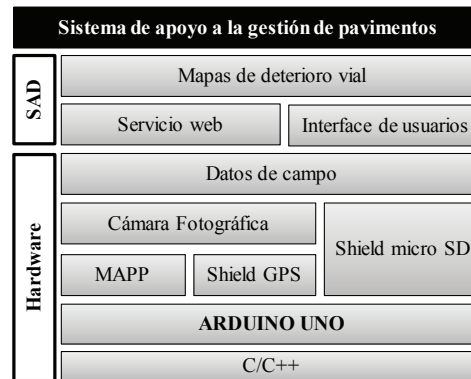 Sistema de apoyo a la gestión de pavimentos
SAD
Mapas de deterioro vial
Servicio web
Interface de usuarios
Hardware
Datos de campo
Cámara Fotográfica
Shield micro SD
MAPP
Shield GPS
ARDUINO UNO
C/C++